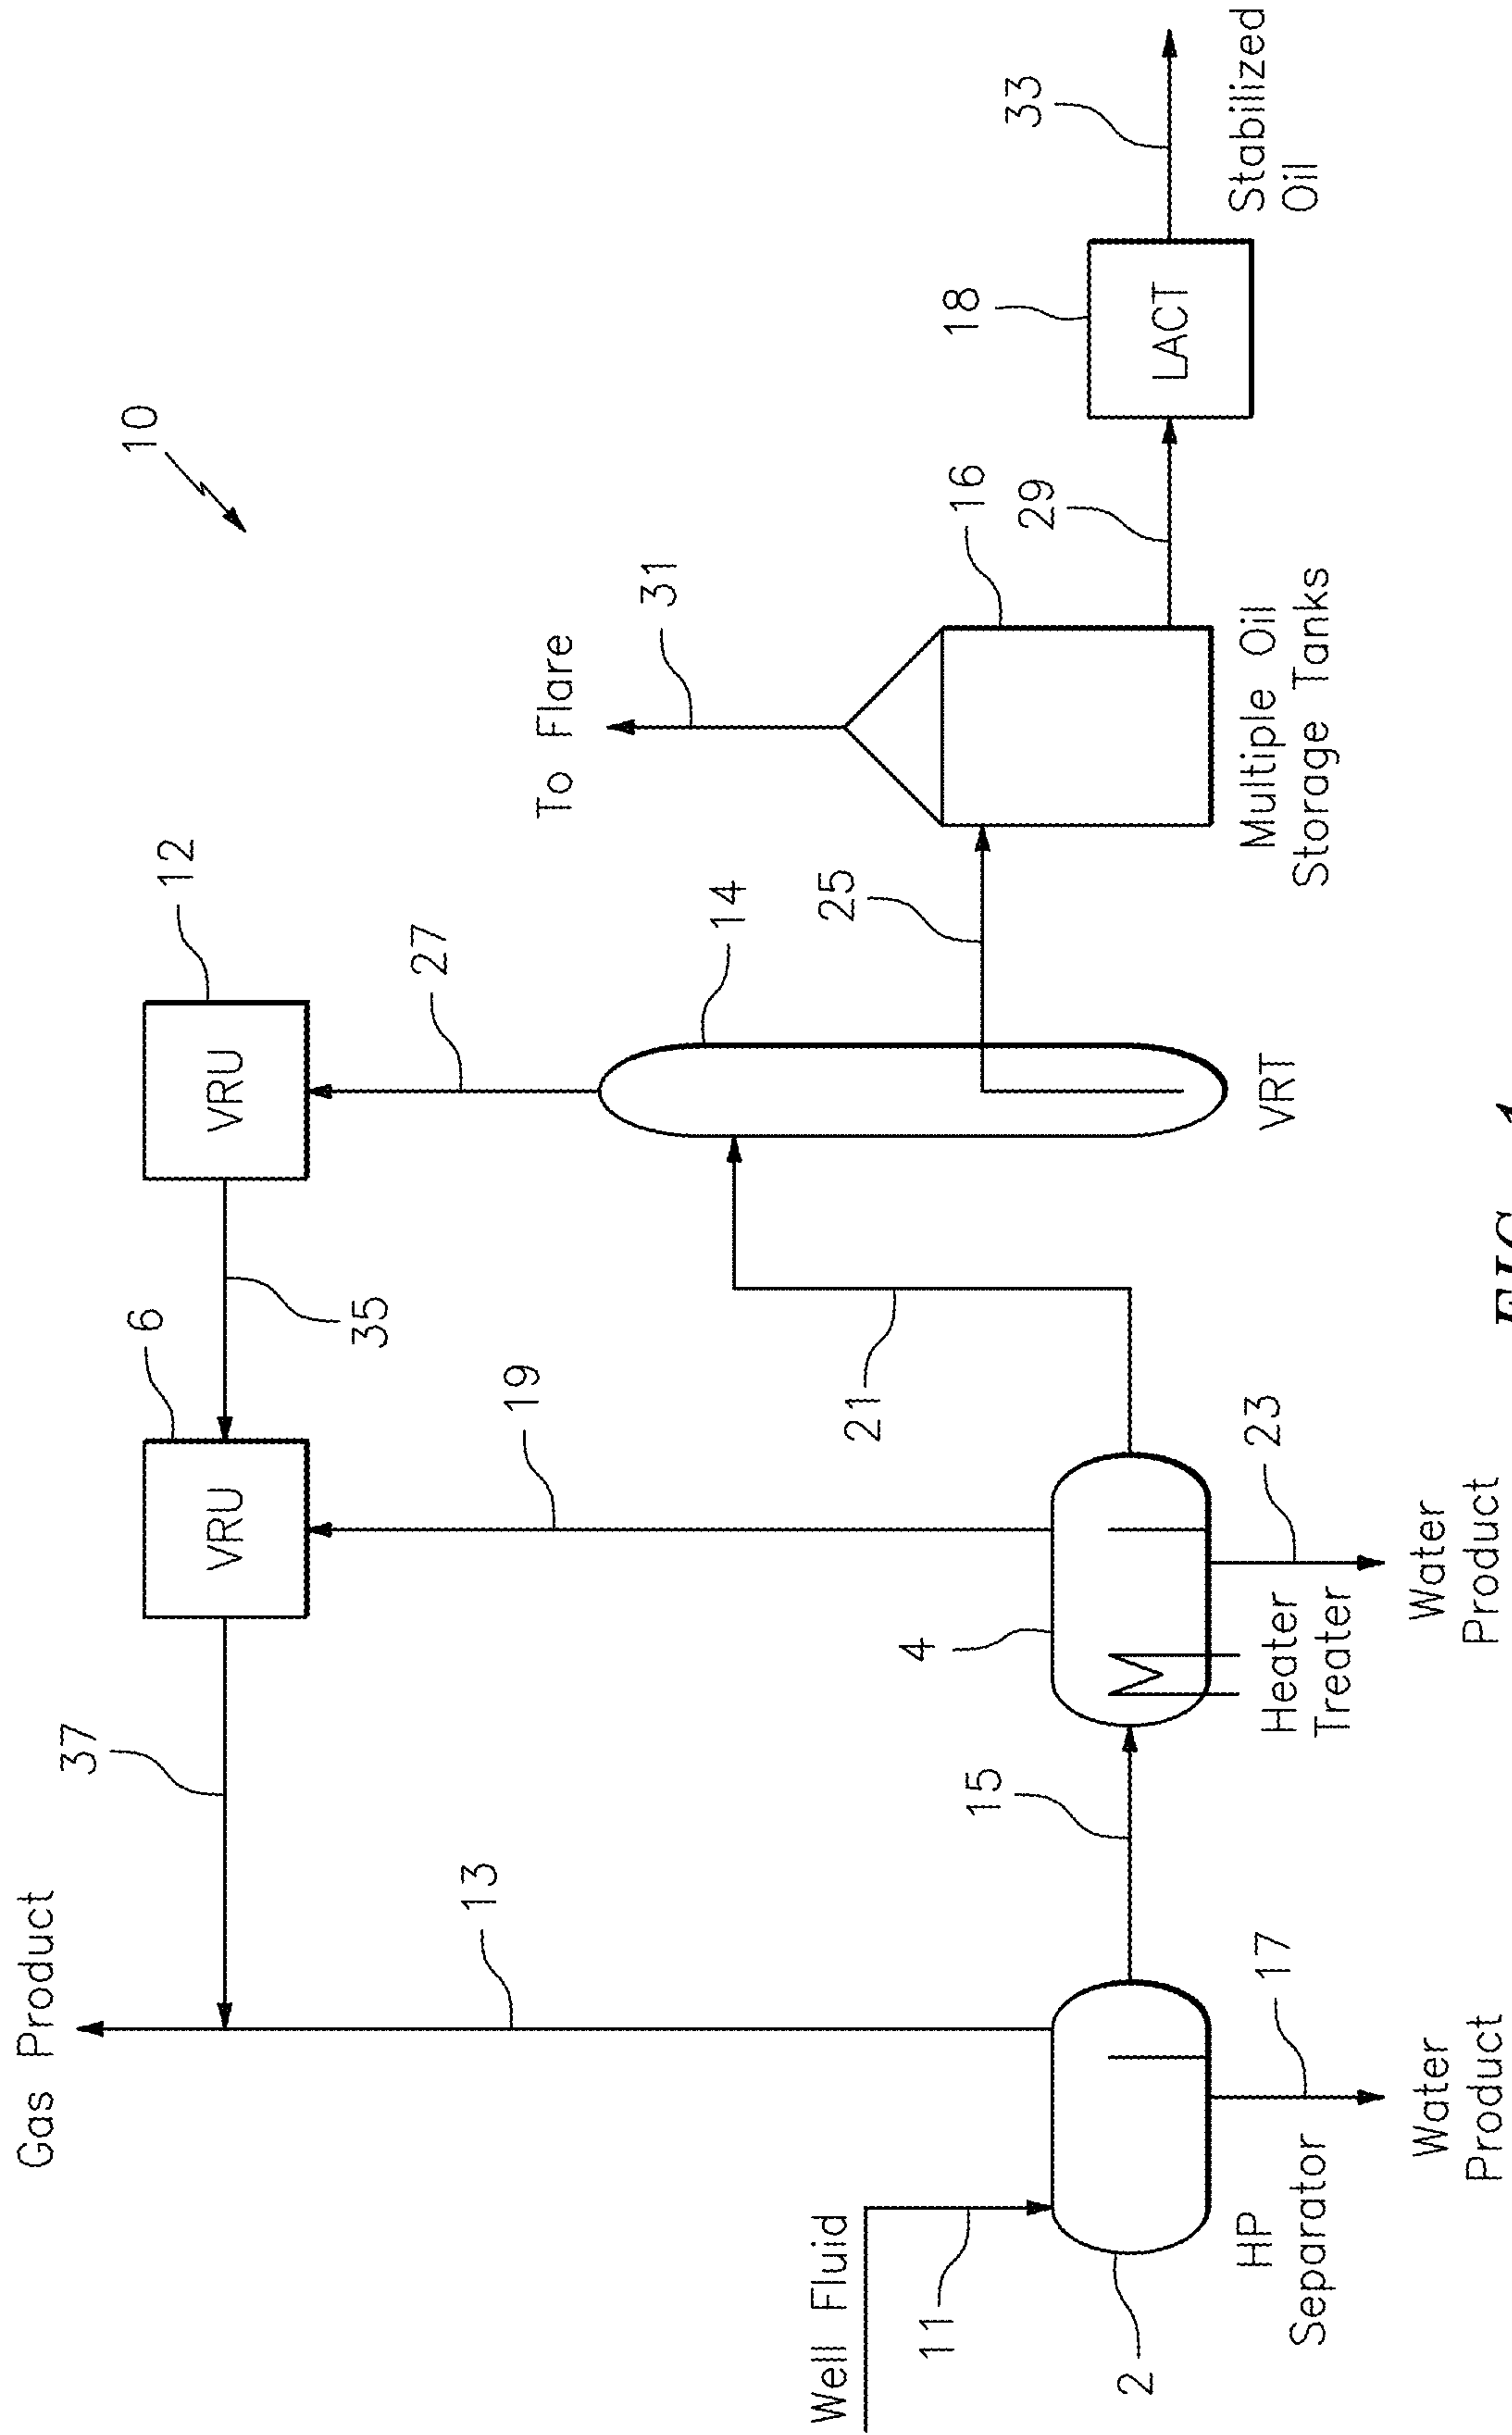 10
Gas Product
37
6
VRU
35
12
VRU
13
19
27
To Flare
31
Well Fluid
11
2
HP
Separator
17
Water
Product
15
4
Heater
Treater
23
Water
Product
21
14
VRT
25
16
Multiple Oil
Storage Tanks
29
18
LACT
33
Stabilized
Oil